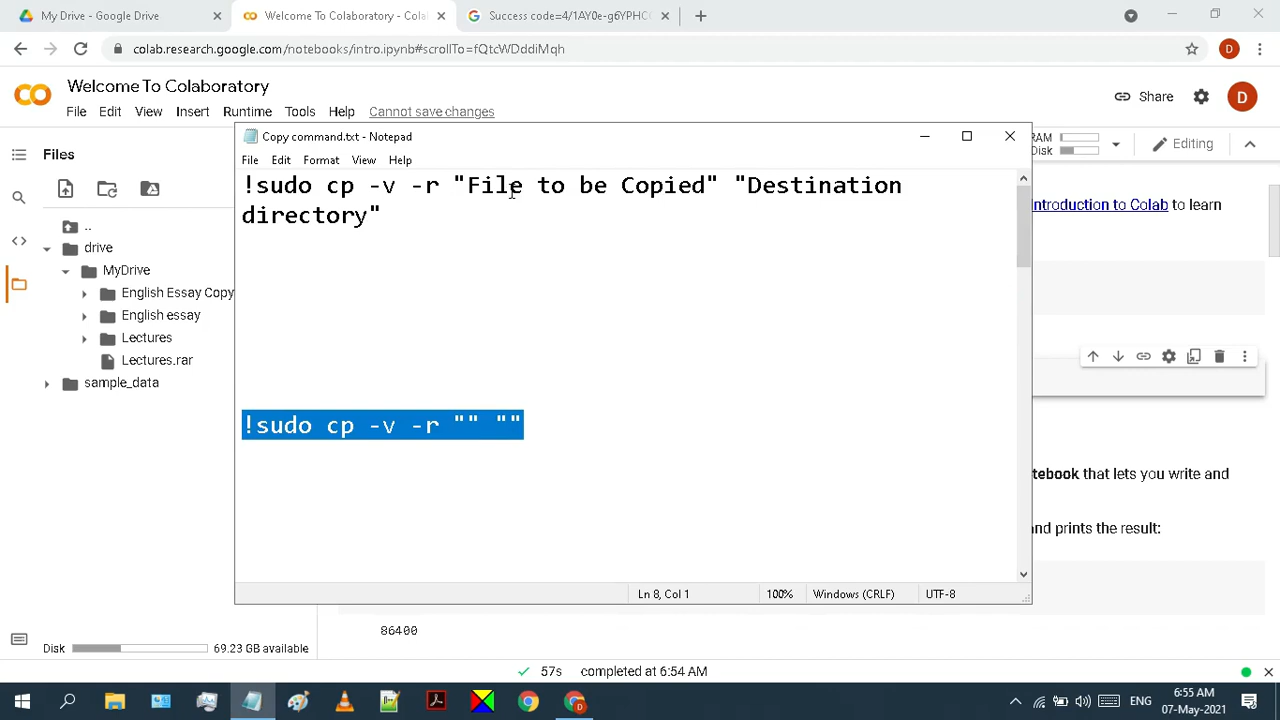 My Drive - Google Drive
Welcome To Colaboratory - Cola
Success code=4/1AY0e-g6YPHCC
colab.research.google.com/notebooks/intro.ipynb#scrollTo=fQtcWDddiMqh
D
Welcome To Colaboratory
File Edit View Insert Runtime Tools Help Cannot save changes
Share
D
RAM
Disk
Editing
Files
Copy command.txt - Notepad
File Edit Format View Help
!sudo cp -v -r "File to be Copied" "Destination
directory"
!sudo cp -v -r "" ""
Ln 8, Col 1
100%
Windows (CRLF)
UTF-8
..
drive
MyDrive
English Essay Copy
English essay
Lectures
Lectures.rar
sample_data
Introduction to Colab to learn
tebook that lets you write and
and prints the result:
86400
Disk
69.23 GB available
57s completed at 6:54 AM
D
ENG
6:55 AM
07-May-2021